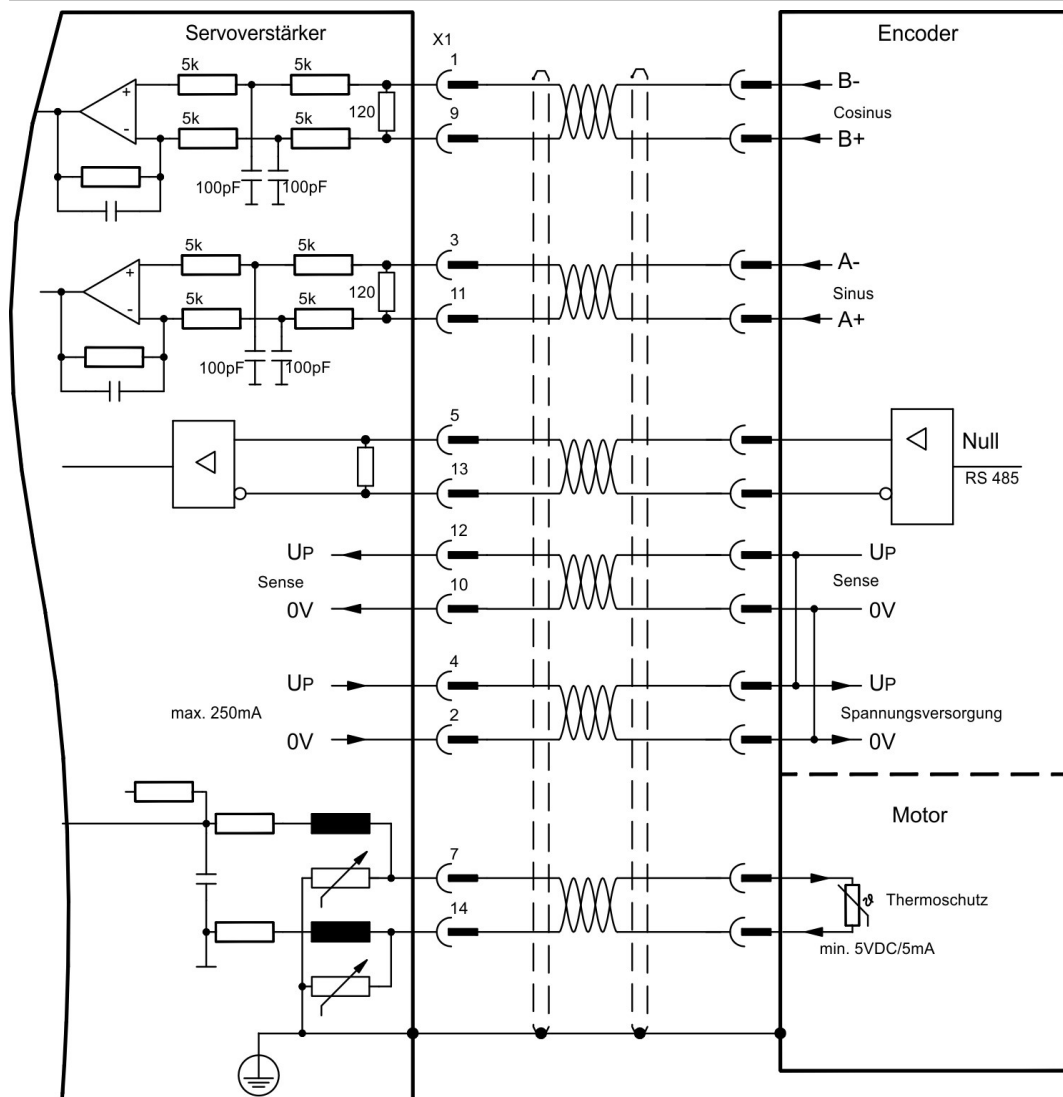 Servoverstärker
X1
Encoder
5k
5k
1
B-
+
120
Cosinus
-
5k
5k
9
B+
100pF
100pF
5k
5k
3
A-
+
120
Sinus
-
5k
5k
11
A+
100pF
100pF
5
Null
13
RS 485
UP
12
UP
Sense
Sense
0V
10
0V
UP
4
UP
max. 250mA
Spannungsversorgung
0V
2
0V
Motor
7
ϑ Thermoschutz
14
min. 5VDC/5mA